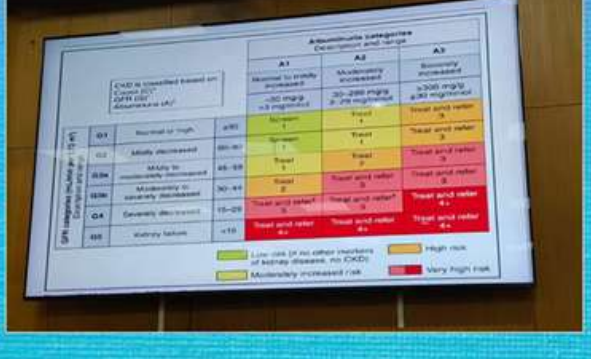 Albuminuria categories
Description and range
A1 A2 A3
CKD is classified based on
Cause (C)
GFR (G)
Albuminuria (A)
Normal to mildly increased
Moderately increased
Severely increased
<30 mg/g
<3 mg/mmol
30–299 mg/g
3–29 mg/mmol
≥300 mg/g
≥30 mg/mmol
GFR categories (mL/min per 1.73 m²)
Description and range
G1 Normal or high ≥90 Screen 1 Treat 1 Treat and refer 3
G2 Mildly decreased 60–89 Screen 1 Treat 1 Treat and refer 3
G3a Mildly to moderately decreased 45–59 Treat 1 Treat 2 Treat and refer 3
Moderately to severely decreased 30–44 Treat 2 Treat and refer 3 Treat and refer 3
G4 Severely decreased 15–29 Treat and refer 3 Treat and refer 3 Treat and refer 4+
G5 Kidney failure <15 Treat and refer 4+ Treat and refer 4+ Treat and refer 4+
Low risk (if no other markers
of kidney disease, no CKD)
High risk
Moderately increased risk
Very high risk